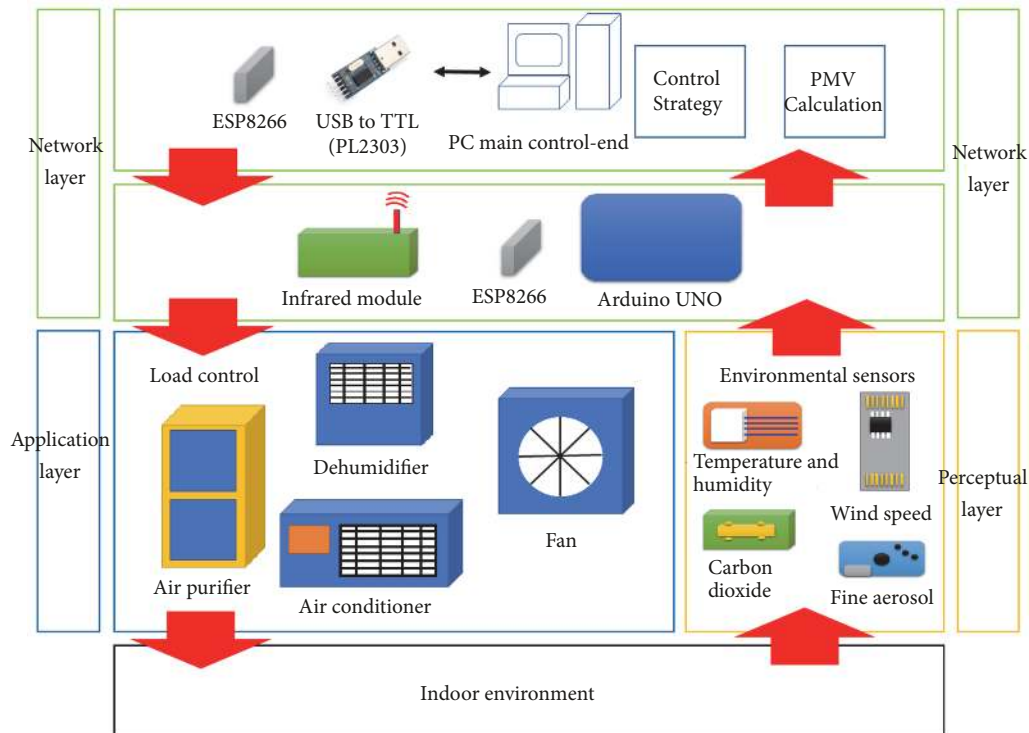 Network
layer
ESP8266
USB to TTL
(PL2303)
PC main control-end
Control
Strategy
PMV
Calculation
Network
layer
Infrared module
ESP8266
Arduino UNO
Application
layer
Load control
Air purifier
Dehumidifier
Air conditioner
Fan
Environmental sensors
Temperature and
humidity
Wind speed
Carbon
dioxide
Fine aerosol
Perceptual
layer
Indoor environment